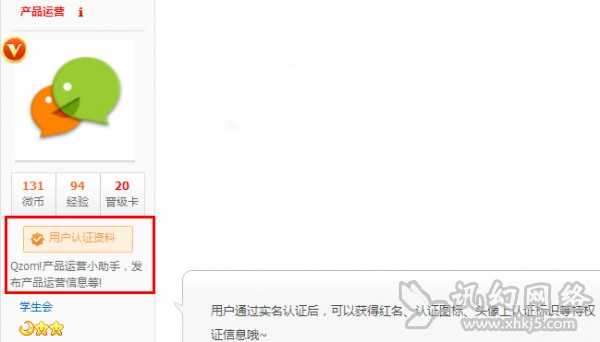 产品运营 i
V
131 94 20
微币 经验 晋级卡
用户认证资料
Qzom!产品运营小助手，发
布产品运营信息等!
学生会
用户通过实名认证后，可以获得红名、认证图标、头像上认证标识等特权
证信息哦~
讯幻网络
www.xhkj5.com